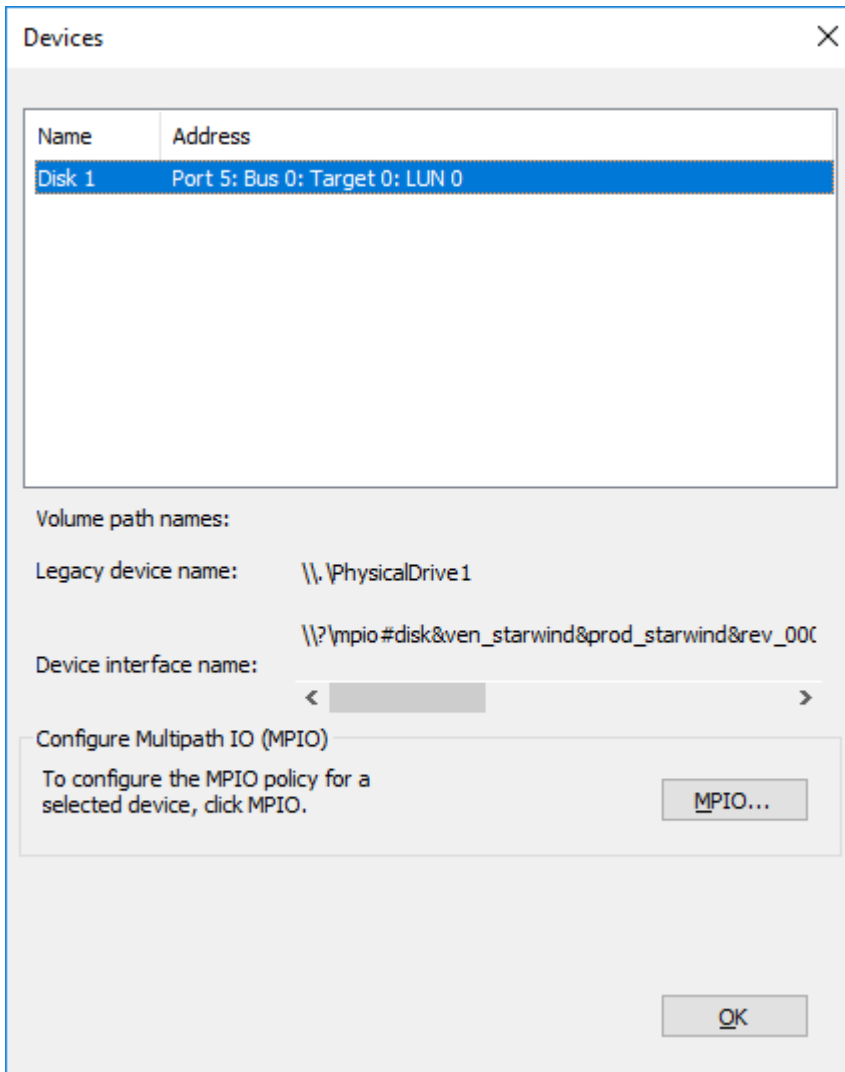 Devices
Name Address
Disk 1 Port 5: Bus 0: Target 0: LUN 0
Volume path names:
Legacy device name: \\.\PhysicalDrive1
\\?\mpio#disk&ven_starwind&prod_starwind&rev_000
Device interface name:
Configure Multipath IO (MPIO)
To configure the MPIO policy for a
selected device, click MPIO.
MPIO...
OK